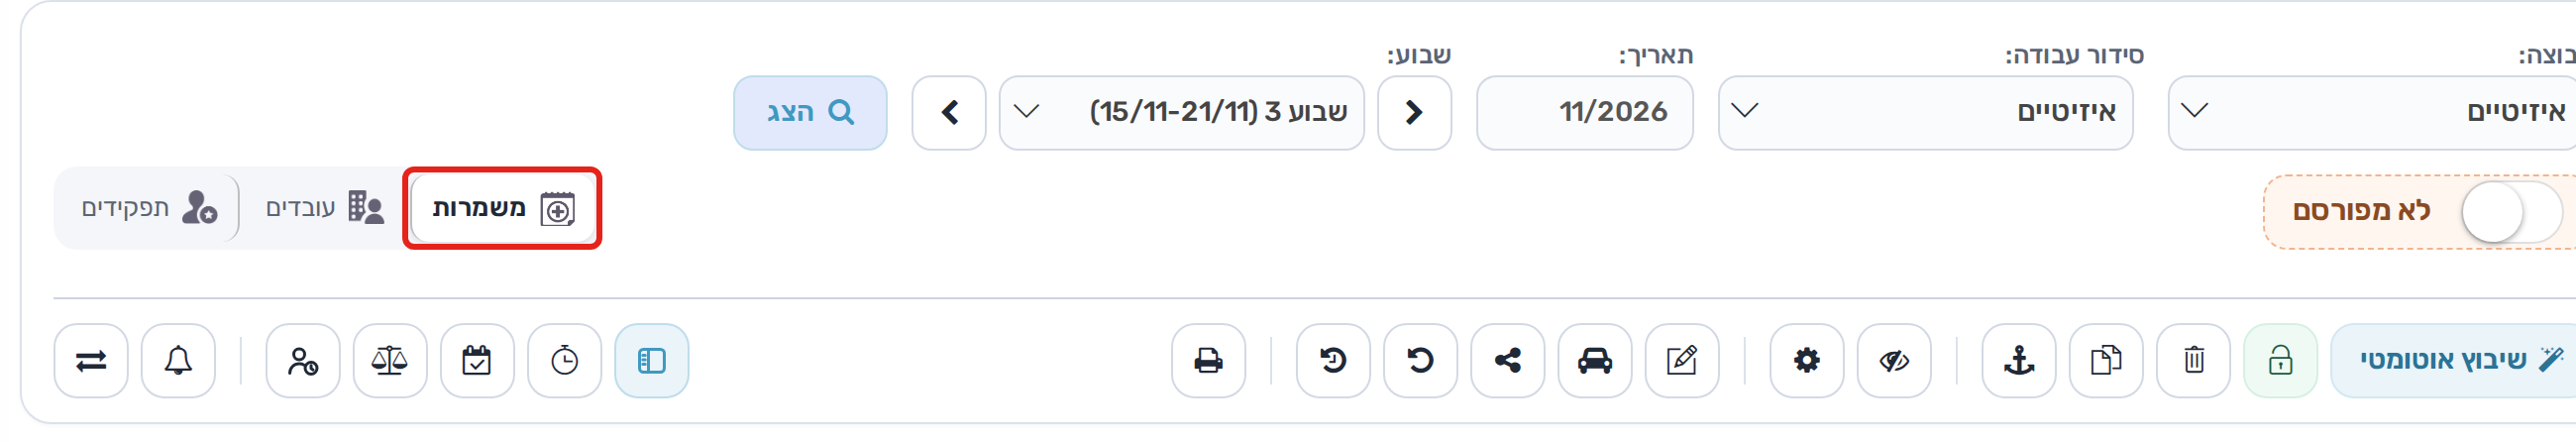 בוצה:
סידור עבודה:
תאריך:
שבוע:
איזיטיים
איזיטיים
11/2026
שבוע 3 (15/11-21/11)
הצג
לא מפורסם
משמרות
עובדים
תפקידים
שיבוץ אוטומטי